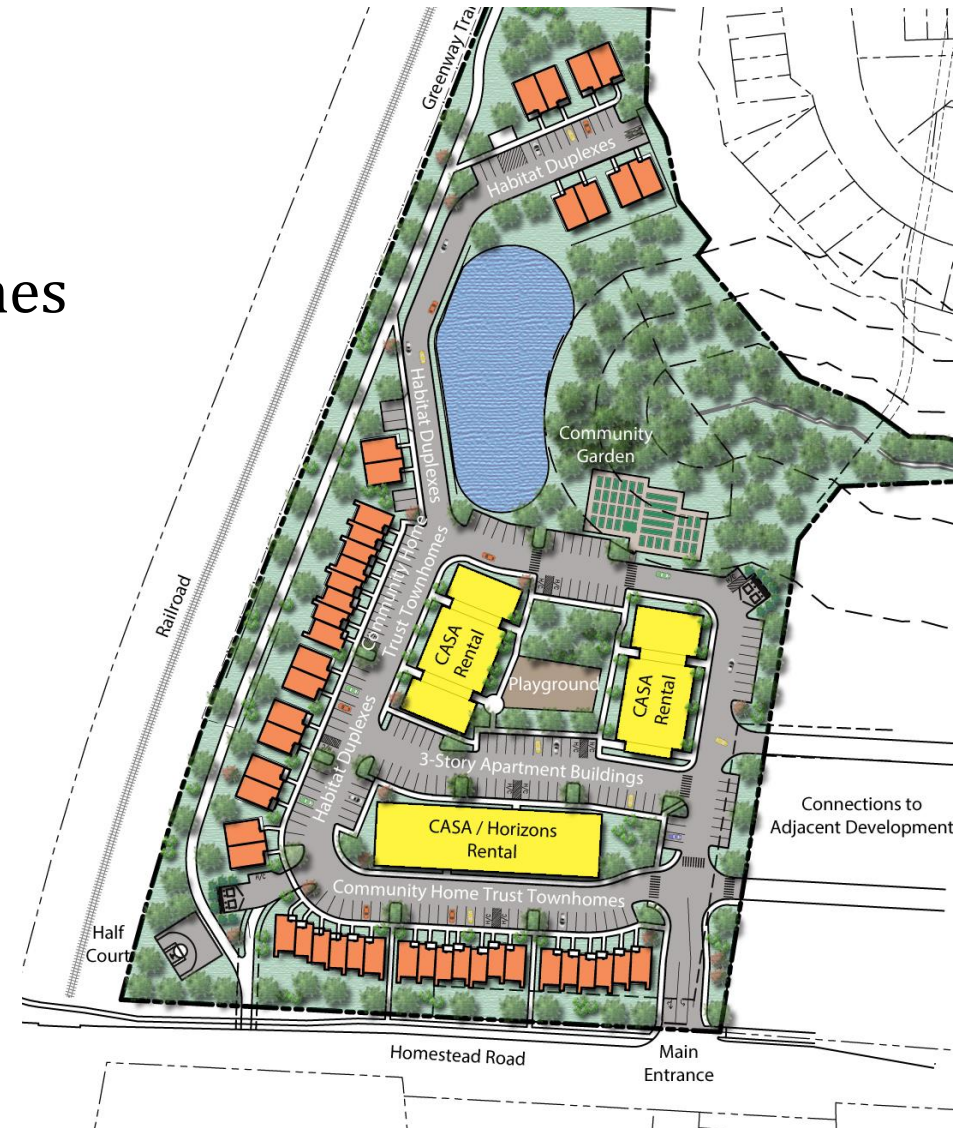 Greenway Trai
Habitat Duplexes
nes
Habitat Duplexes
Community
Garden
Railroad
Community Home
Trust Townhomes
CASA
Rental
Playground
CASA
Rental
Habitat Duplexes
3-Story Apartment Buildings
Connections to
Adjacent Development
CASA / Horizons
Rental
Community Home Trust Townhomes
Half
Court
Homestead Road
Main
Entrance